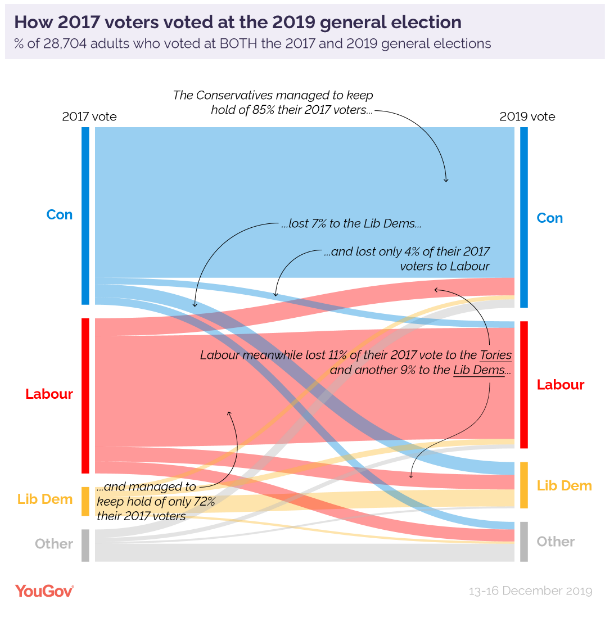 How 2017 voters voted at the 2019 general election
% of 28,704 adults who voted at BOTH the 2017 and 2019 general elections
The Conservatives managed to keep
hold of 85% their 2017 voters...
2017 vote
2019 vote
Con
Con
...lost 7% to the Lib Dems...
...and lost only 4% of their 2017
voters to Labour
Labour meanwhile lost 11% of their 2017 vote to the Tories
and another 9% to the Lib Dems...
Labour
Labour
...and managed to
keep hold of only 72%
their 2017 voters
Lib Dem
Lib Dem
Other
Other
YouGov
13-16 December 2019